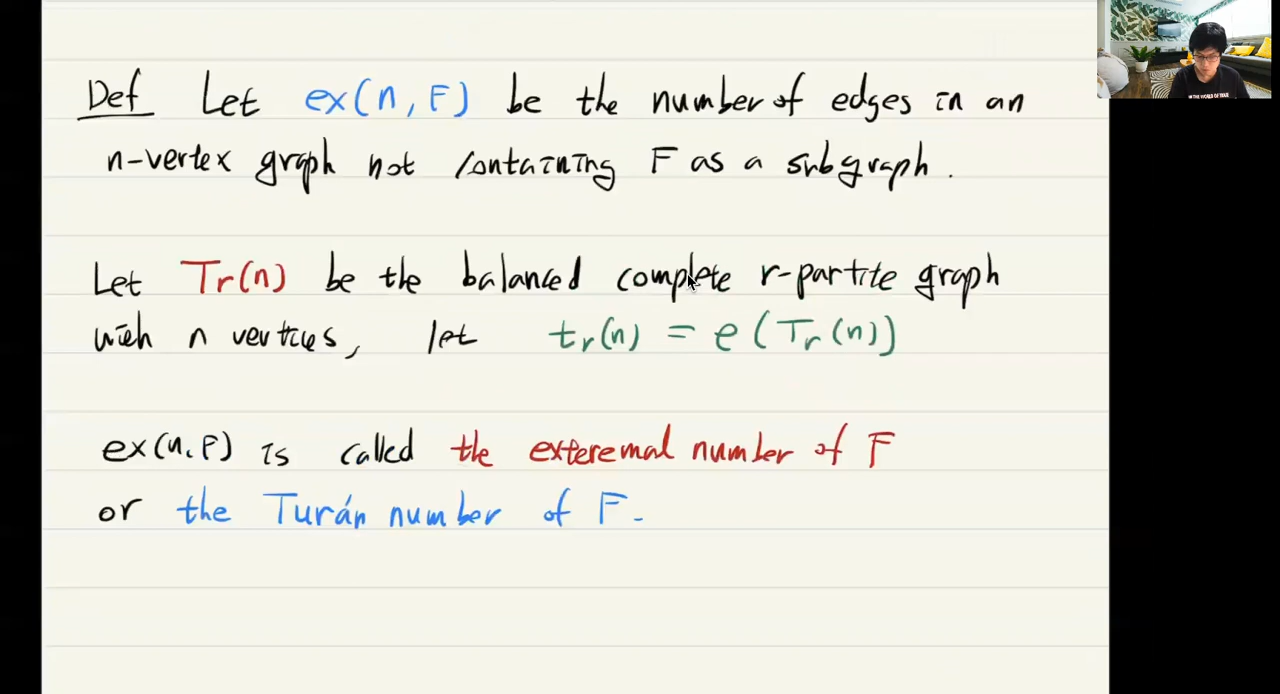 Def Let ex(n, F) be the number of edges in an
n-vertex graph not containing F as a subgraph.
Let Tr(n) be the balanced complete r-partite graph
with n vertices, let tr(n) = e(Tr(n))
ex(n, F) is called the exteremal number of F
or the Turán number of F.